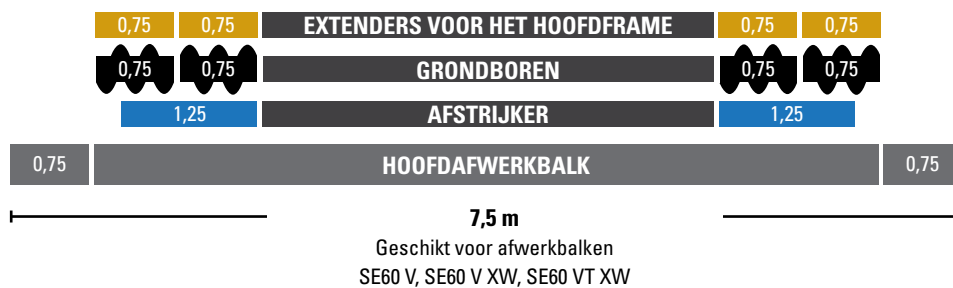 0,75 0,75 EXTENDERS VOOR HET HOOFDFRAME 0,75 0,75
0,75 0,75 GRONDBOREN 0,75 0,75
1,25 AFSTRIJKER 1,25
0,75 HOOFDAFWERKBALK 0,75
7,5 m
Geschikt voor afwerkbalken
SE60 V, SE60 V XW, SE60 VT XW